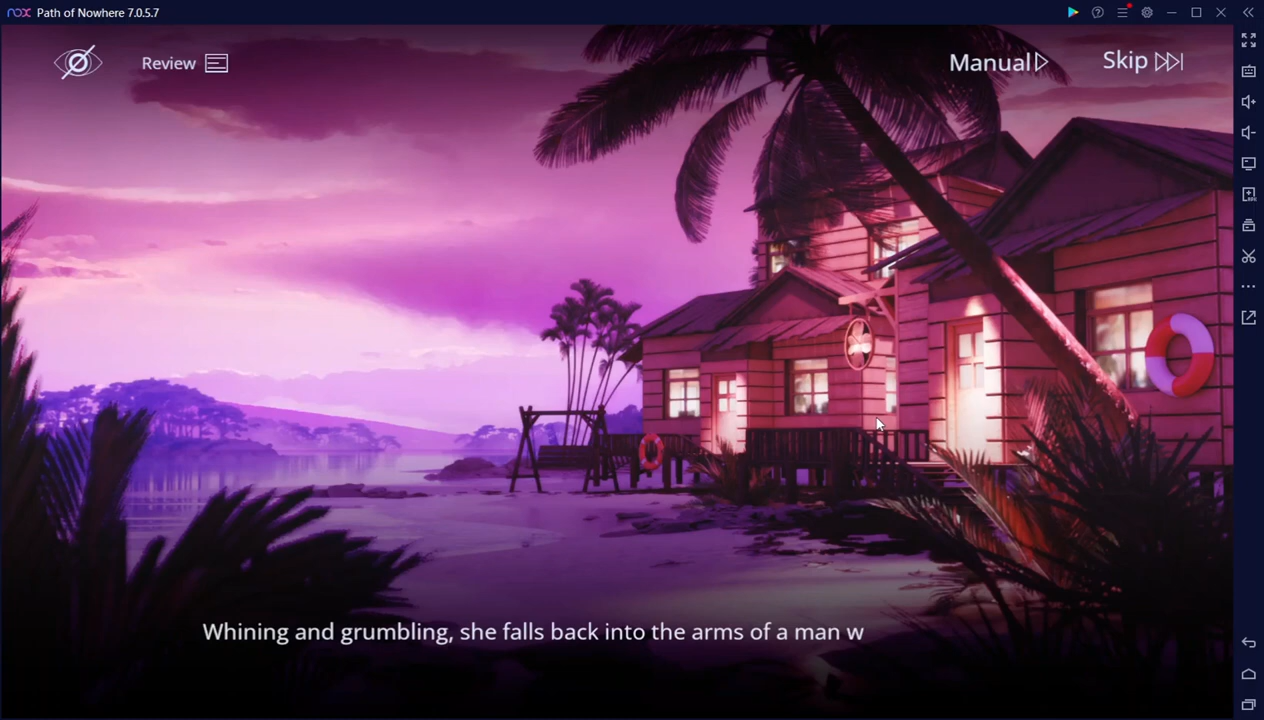 nox Path of Nowhere 7.0.5.7
Review
Manual
Skip
Whining and grumbling, she falls back into the arms of a man w